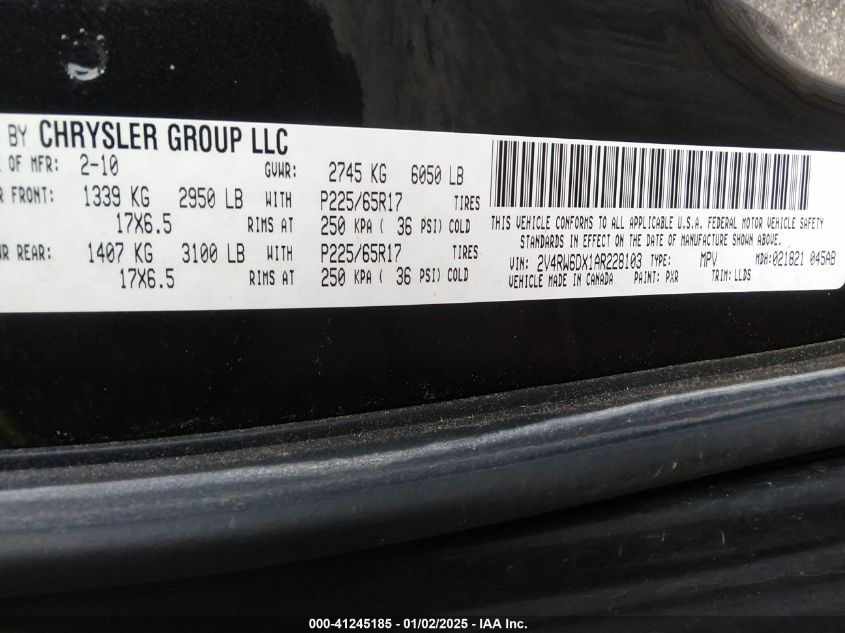 BY CHRYSLER GROUP LLC
OF MFR: 2-10 GVWR: 2745 KG 6050 LB
FRONT: 1339 KG 2950 LB WITH P225/65R17 TIRES
17X6.5 RIMS AT 250 KPA ( 36 PSI) COLD
REAR: 1407 KG 3100 LB WITH P225/65R17 TIRES
17X6.5 RIMS AT 250 KPA ( 36 PSI) COLD
THIS VEHICLE CONFORMS TO ALL APPLICABLE U.S.A. FEDERAL MOTOR VEHICLE SAFETY
STANDARDS IN EFFECT ON THE DATE OF MANUFACTURE SHOWN ABOVE.
VIN: 2V4RW6DX1AR228103 TYPE: MPV MDH:021821 045AB
VEHICLE MADE IN CANADA PAINT: PXR TRIM: LLDS
000-41245185 - 01/02/2025 - IAA Inc.